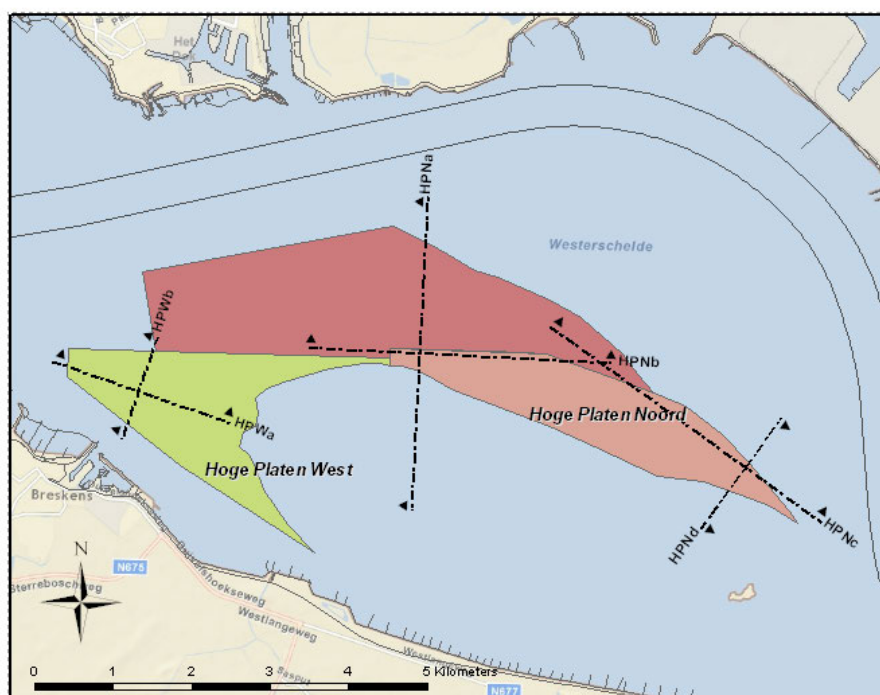 Het
Dok
HPNa
Westerschelde
HPWb
HPNb
HPWa
Hoge Platen Noord
Hoge Platen West
Breskens
HPNd
HPNc
N
N675
Westlangeweg
0 1 2 3 4 5 Kilometers
N677